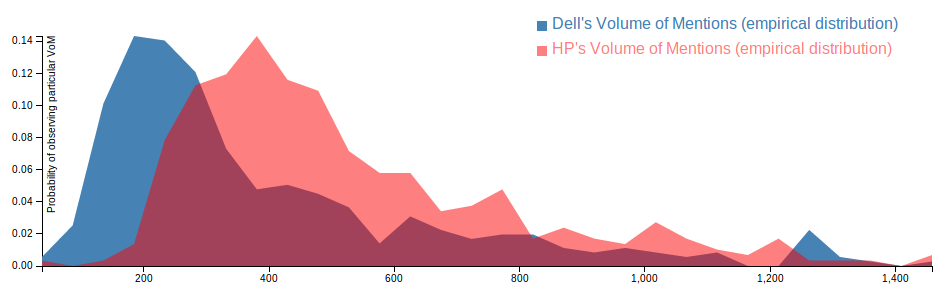 Dell's Volume of Mentions (empirical distribution)
HP's Volume of Mentions (empirical distribution)
Probability of observing particular VoM
0.14
0.12
0.10
0.08
0.06
0.04
0.02
0.00
200 400 600 800 1,000 1,200 1,400